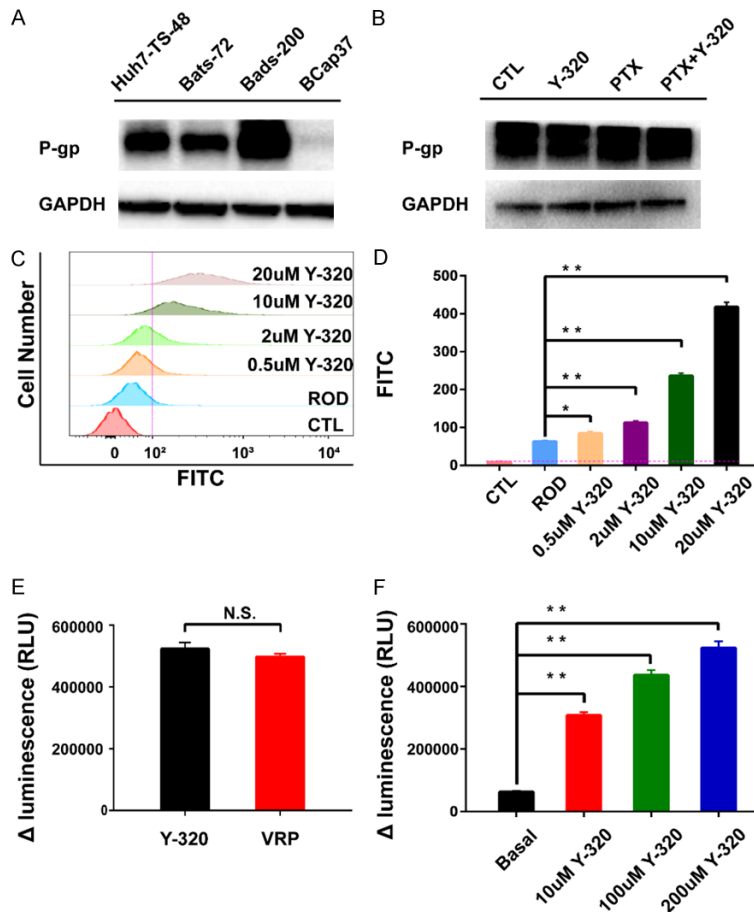 A
Huh7-TS-48
Bats-72
Bads-200
BCap37
P-gp
GAPDH
B
CTL
Y-320
PTX
PTX+Y-320
P-gp
GAPDH
C
Cell Number
20uM Y-320
10uM Y-320
2uM Y-320
0.5uM Y-320
ROD
CTL
0 10² 10³ 10⁴
FITC
D
FITC
500
400
300
200
100
0
* *
* *
* *
*
CTL
ROD
0.5uM Y-320
2uM Y-320
10uM Y-320
20uM Y-320
E
Δ luminescence (RLU)
600000
400000
200000
0
N.S.
Y-320 VRP
F
Δ luminescence (RLU)
600000
400000
200000
0
* *
* *
* *
Basal
10uM Y-320
100uM Y-320
200uM Y-320